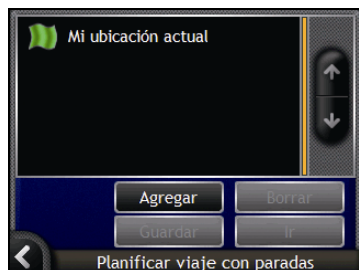 Mi ubicación actual
Agregar Borrar
Guardar Ir
Planificar viaje con paradas